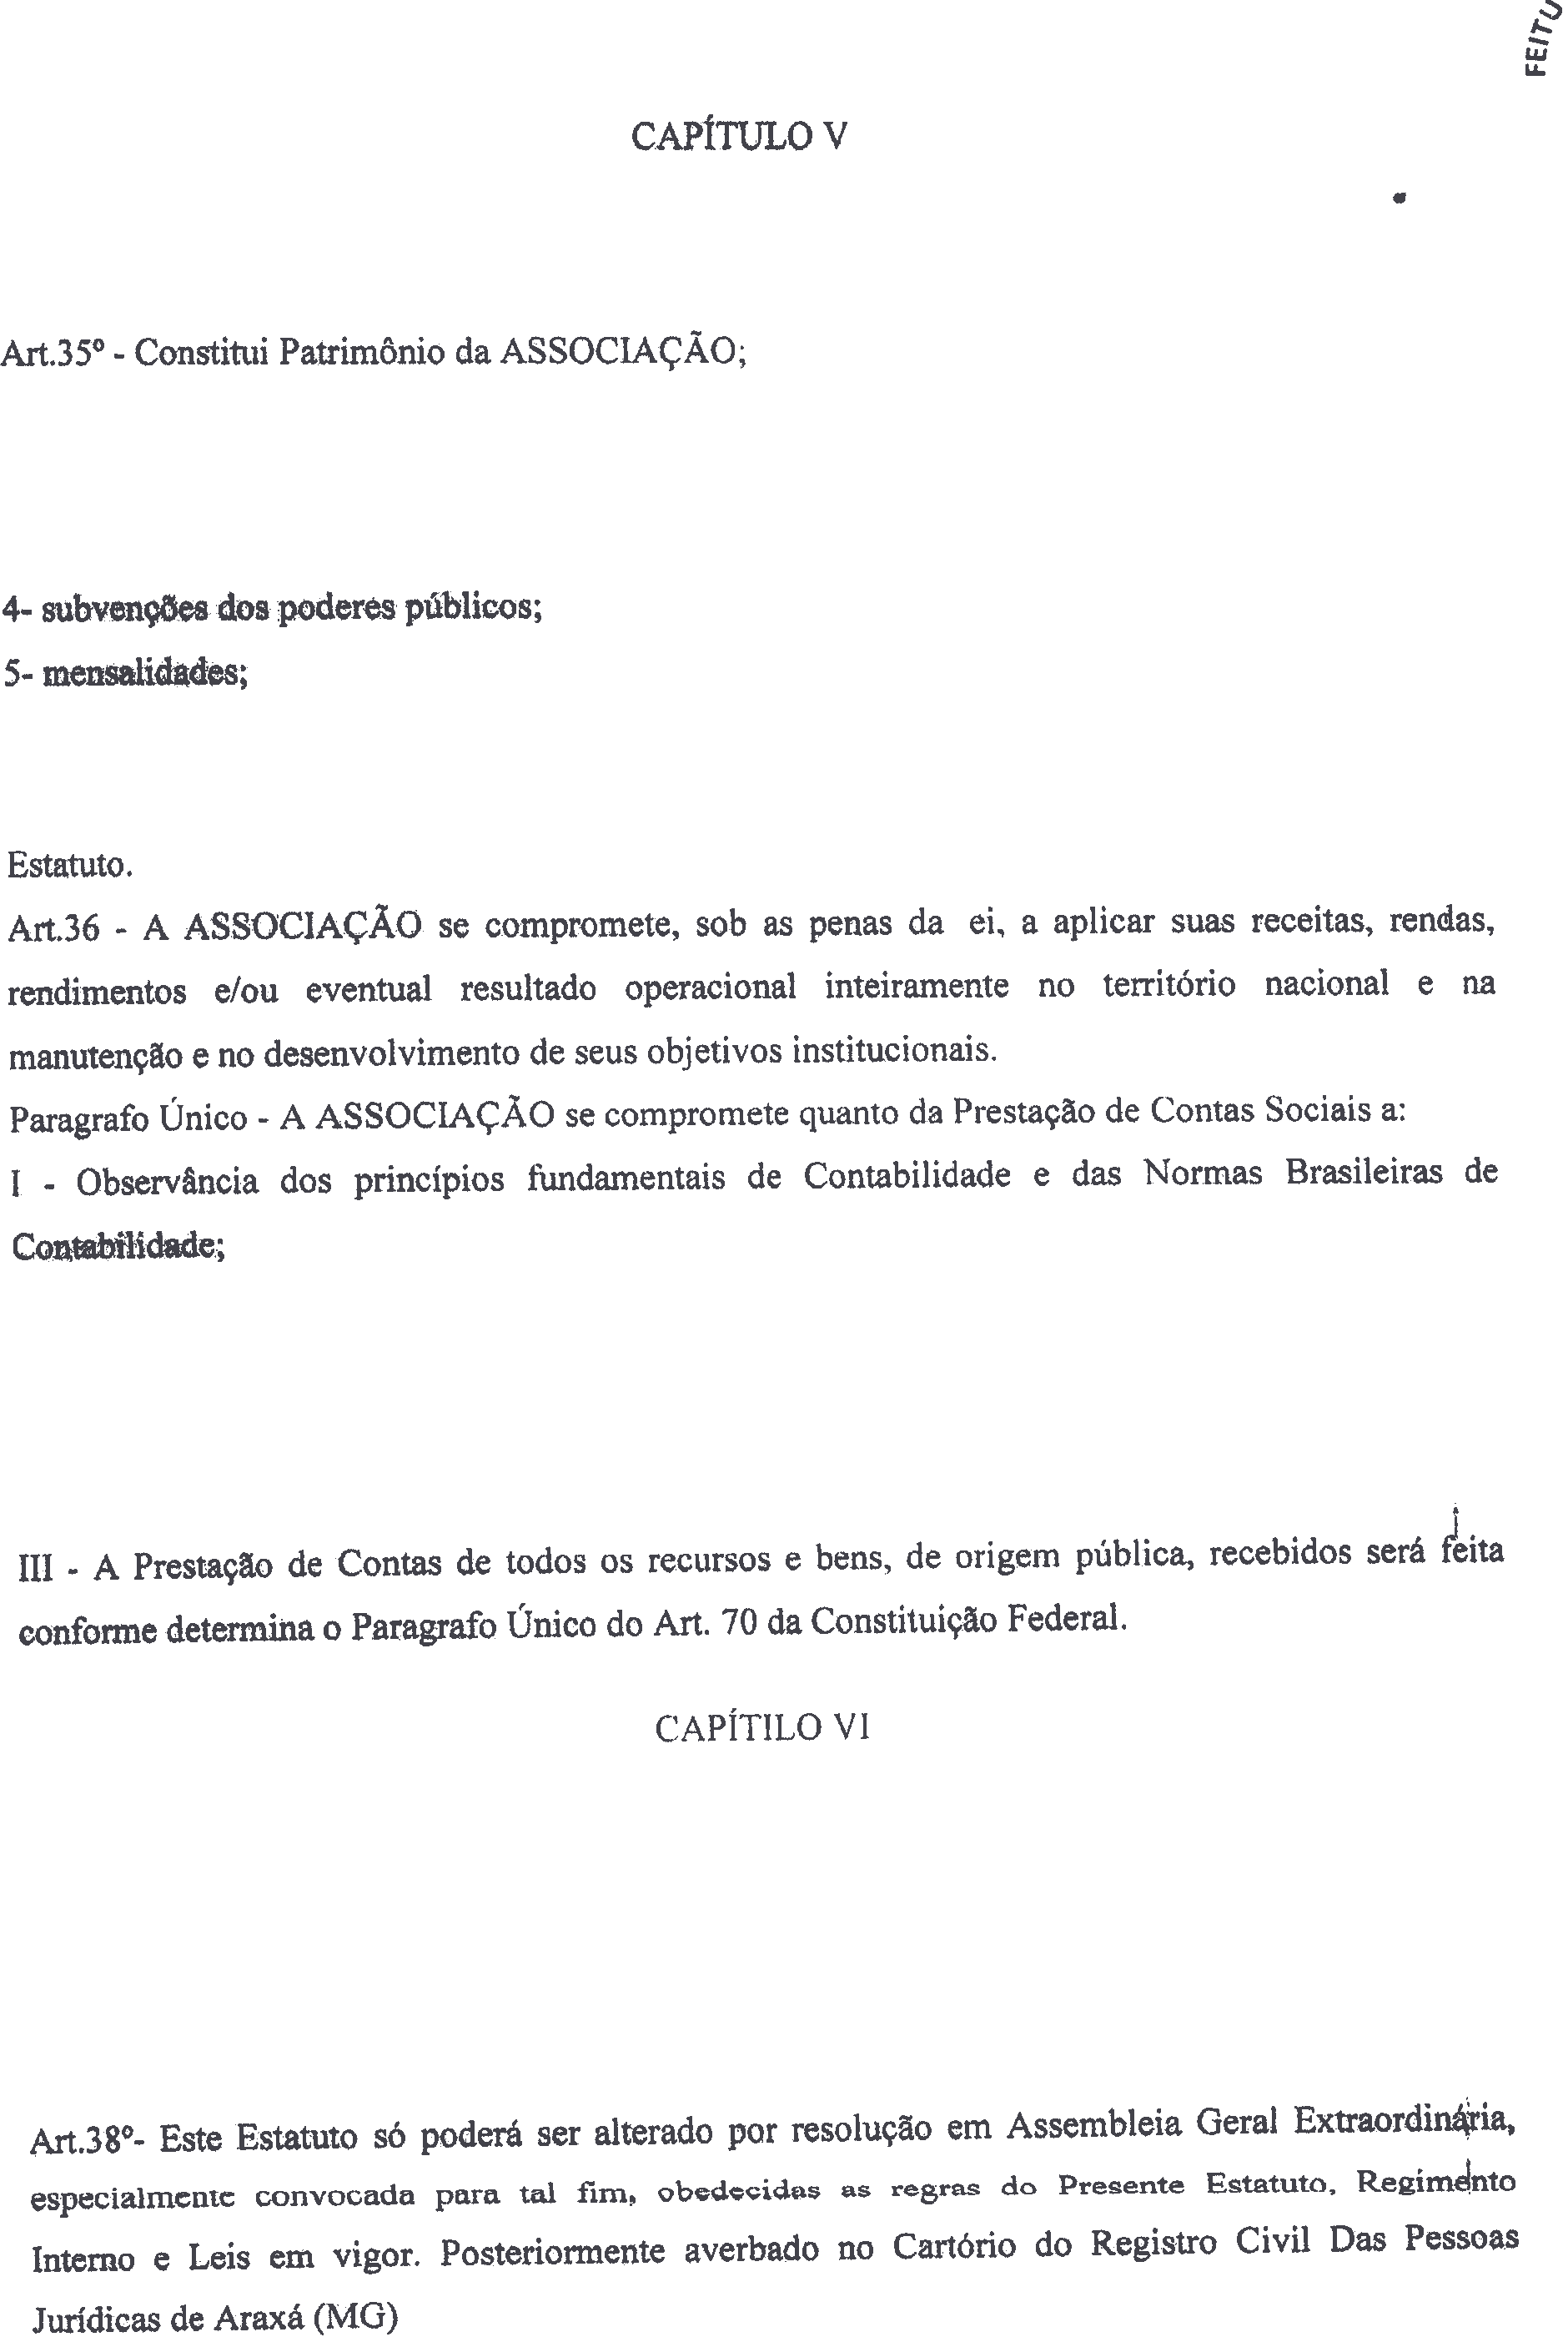 FEITU
CAPÍTULO V
Art.35º - Constitui Patrimônio da ASSOCIAÇÃO;
4- subvenções dos poderes públicos;
5- mensalidades;
Estatuto.
Art.36 - A ASSOCIAÇÃO se compromete, sob as penas da ei, a aplicar suas receitas, rendas,
rendimentos e/ou eventual resultado operacional inteiramente no território nacional e na
manutenção e no desenvolvimento de seus objetivos institucionais.
Paragrafo Único - A ASSOCIAÇÃO se compromete quanto da Prestação de Contas Sociais a:
I - Observância dos princípios fundamentais de Contabilidade e das Normas Brasileiras de
Contabilidade;
III - A Prestação de Contas de todos os recursos e bens, de origem pública, recebidos será feita
conforme determina o Paragrafo Único do Art. 70 da Constituição Federal.
CAPÍTILO VI
Art.38º- Este Estatuto só poderá ser alterado por resolução em Assembleia Geral Extraordinária,
especialmente convocada para tal fim, obedecidas as regras do Presente Estatuto, Regimento
Interno e Leis em vigor. Posteriormente averbado no Cartório do Registro Civil Das Pessoas
Jurídicas de Araxá (MG)